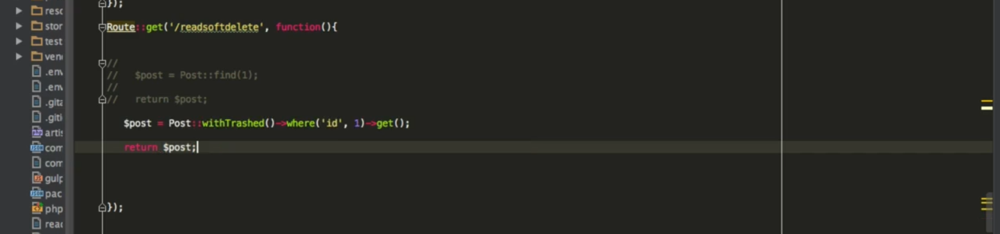 });
resc
Route::get('/readsoftdelete', function(){
stor
test
ven
//
.env
// $post = Post::find(1);
.env
//
.gita
// return $post;
.giti
$post = Post::withTrashed()->where('id', 1)->get();
artis
com
return $post;
com
gulp
pac
php
});
reac